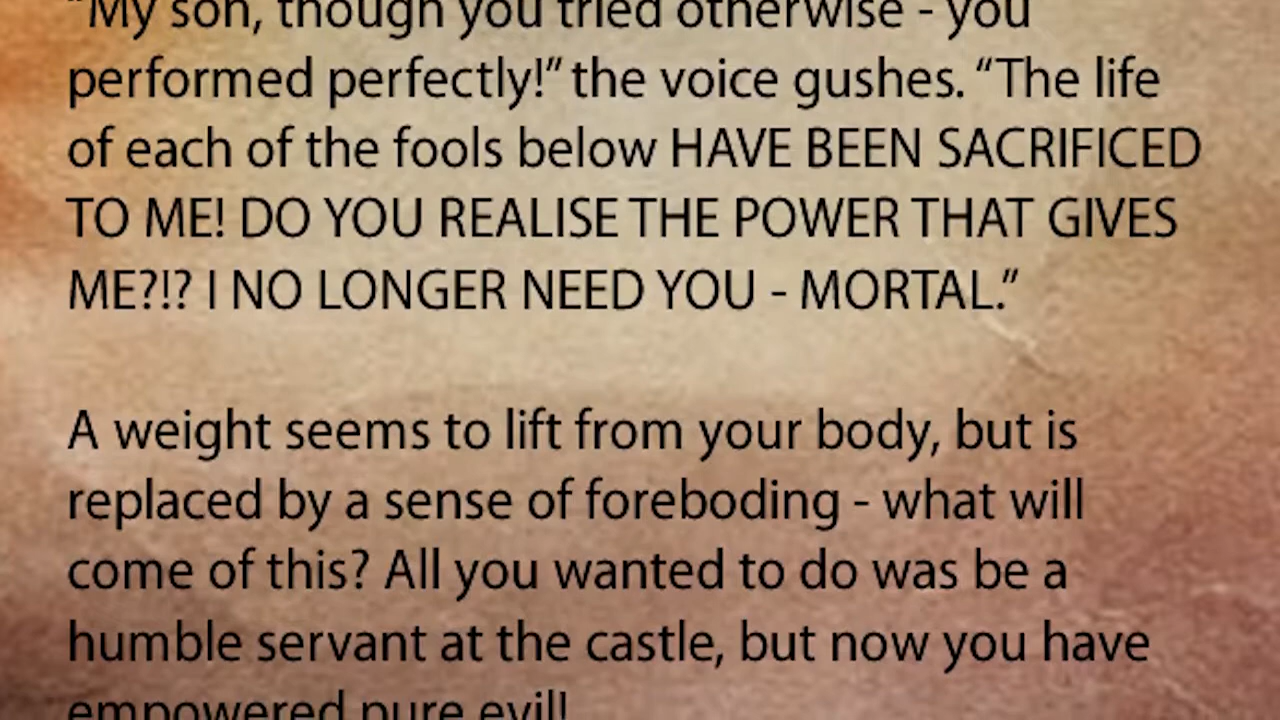 “My son, though you tried otherwise - you
performed perfectly!” the voice gushes. “The life
of each of the fools below HAVE BEEN SACRIFICED
TO ME! DO YOU REALISE THE POWER THAT GIVES
ME?!? I NO LONGER NEED YOU - MORTAL.”
A weight seems to lift from your body, but is
replaced by a sense of foreboding - what will
come of this? All you wanted to do was be a
humble servant at the castle, but now you have
empowered pure evil!